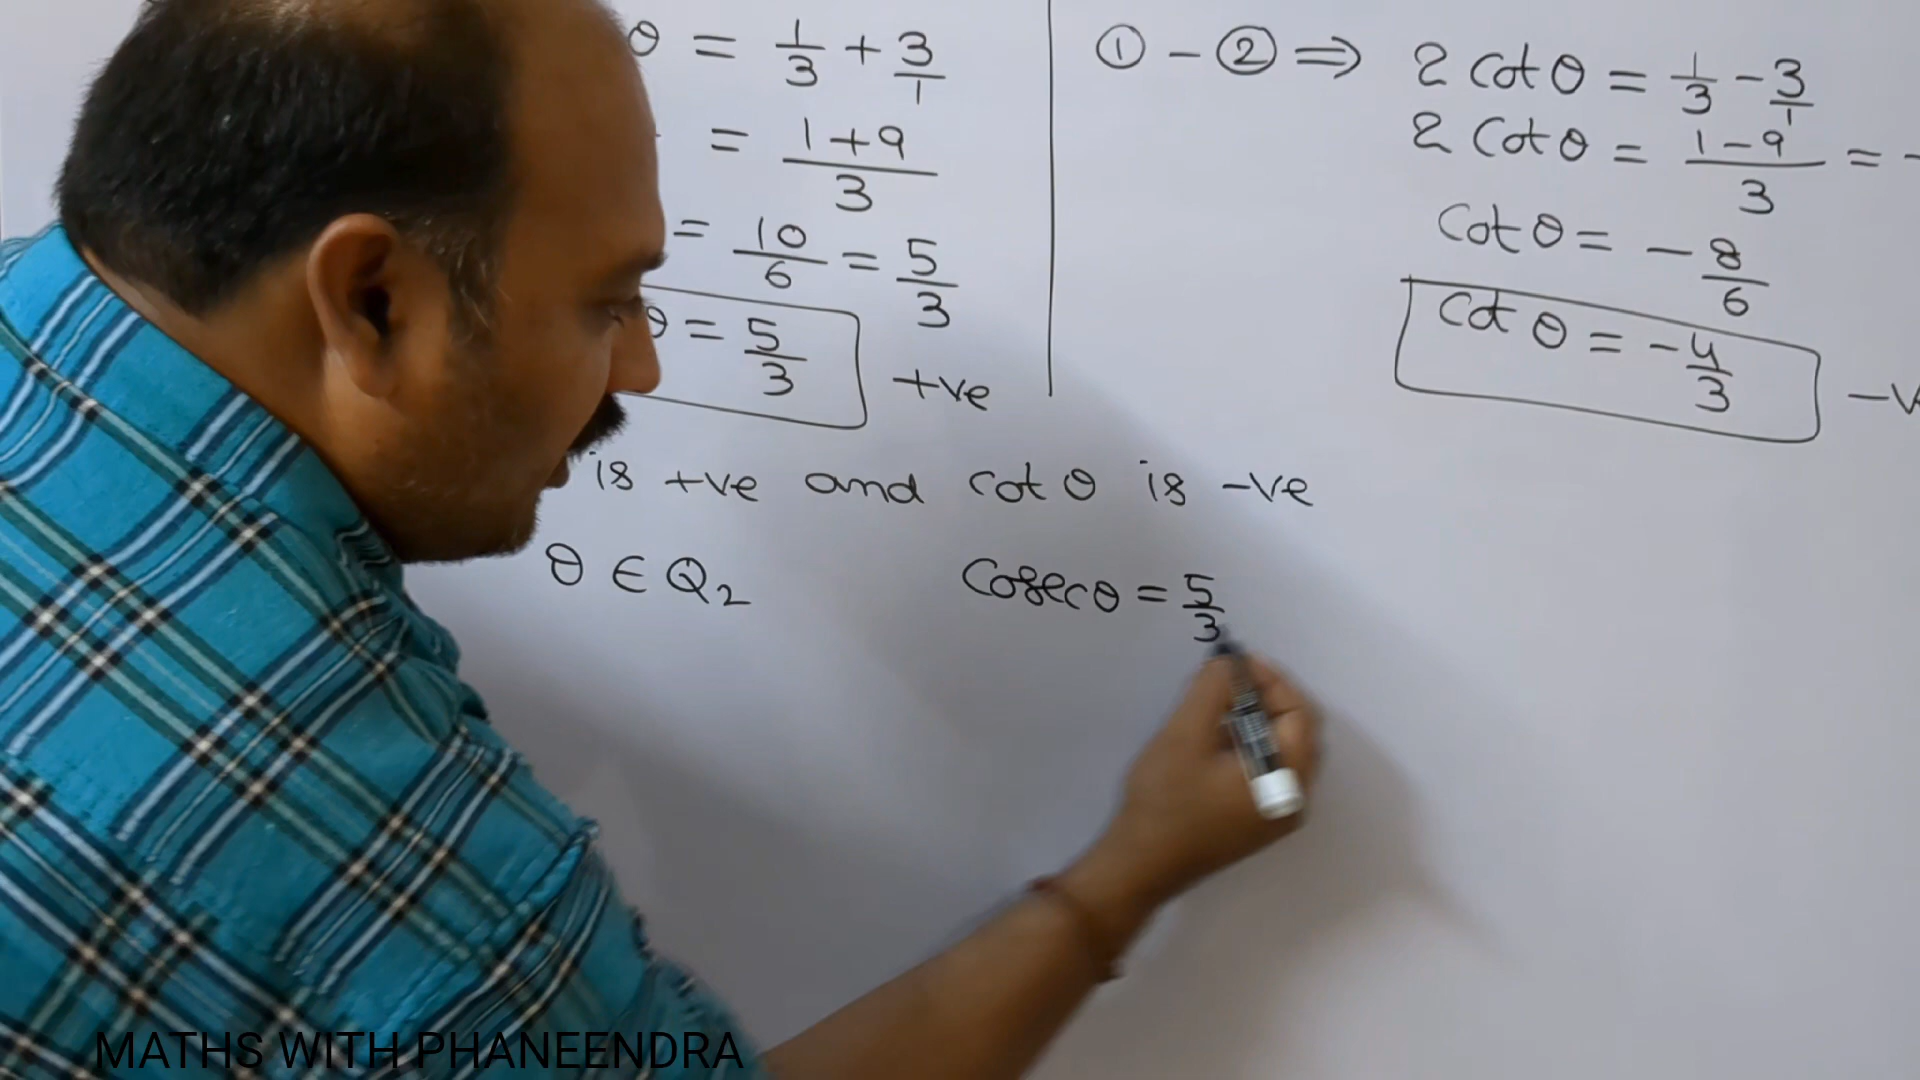 θ = 1/3 + 3/1
= (1+9)/3
= 10/6 = 5/3
θ = 5/3 +ve
① - ② ⇒ 2 cot θ = 1/3 - 3/1
2 cot θ = (1-9)/3 = -
cot θ = - 8/6
cot θ = - 4/3 -v
is +ve and cot θ is -ve
θ ∈ Q₂ Cosec θ = 5/3
MATHS WITH PHANEENDRA